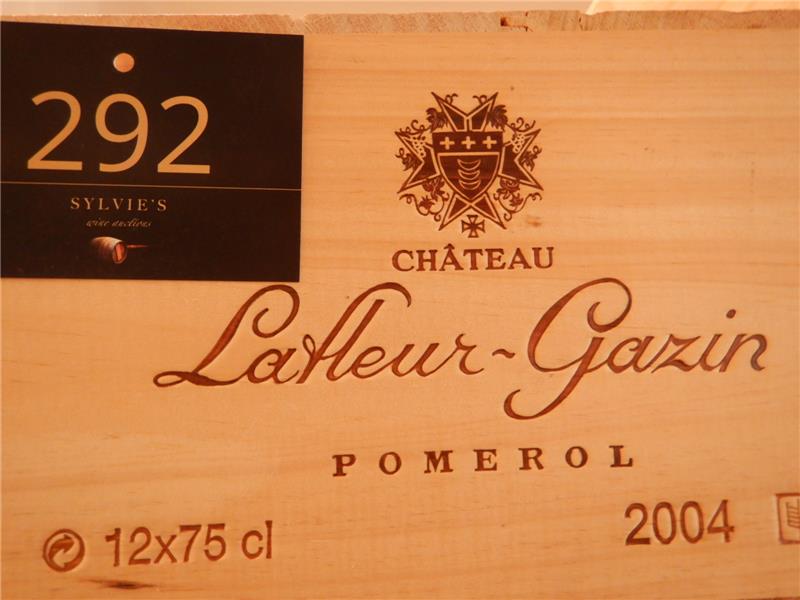 292
SYLVIE'S
wine auctions
CHÂTEAU
Lafleur~Gazin
POMEROL
12x75 cl
2004